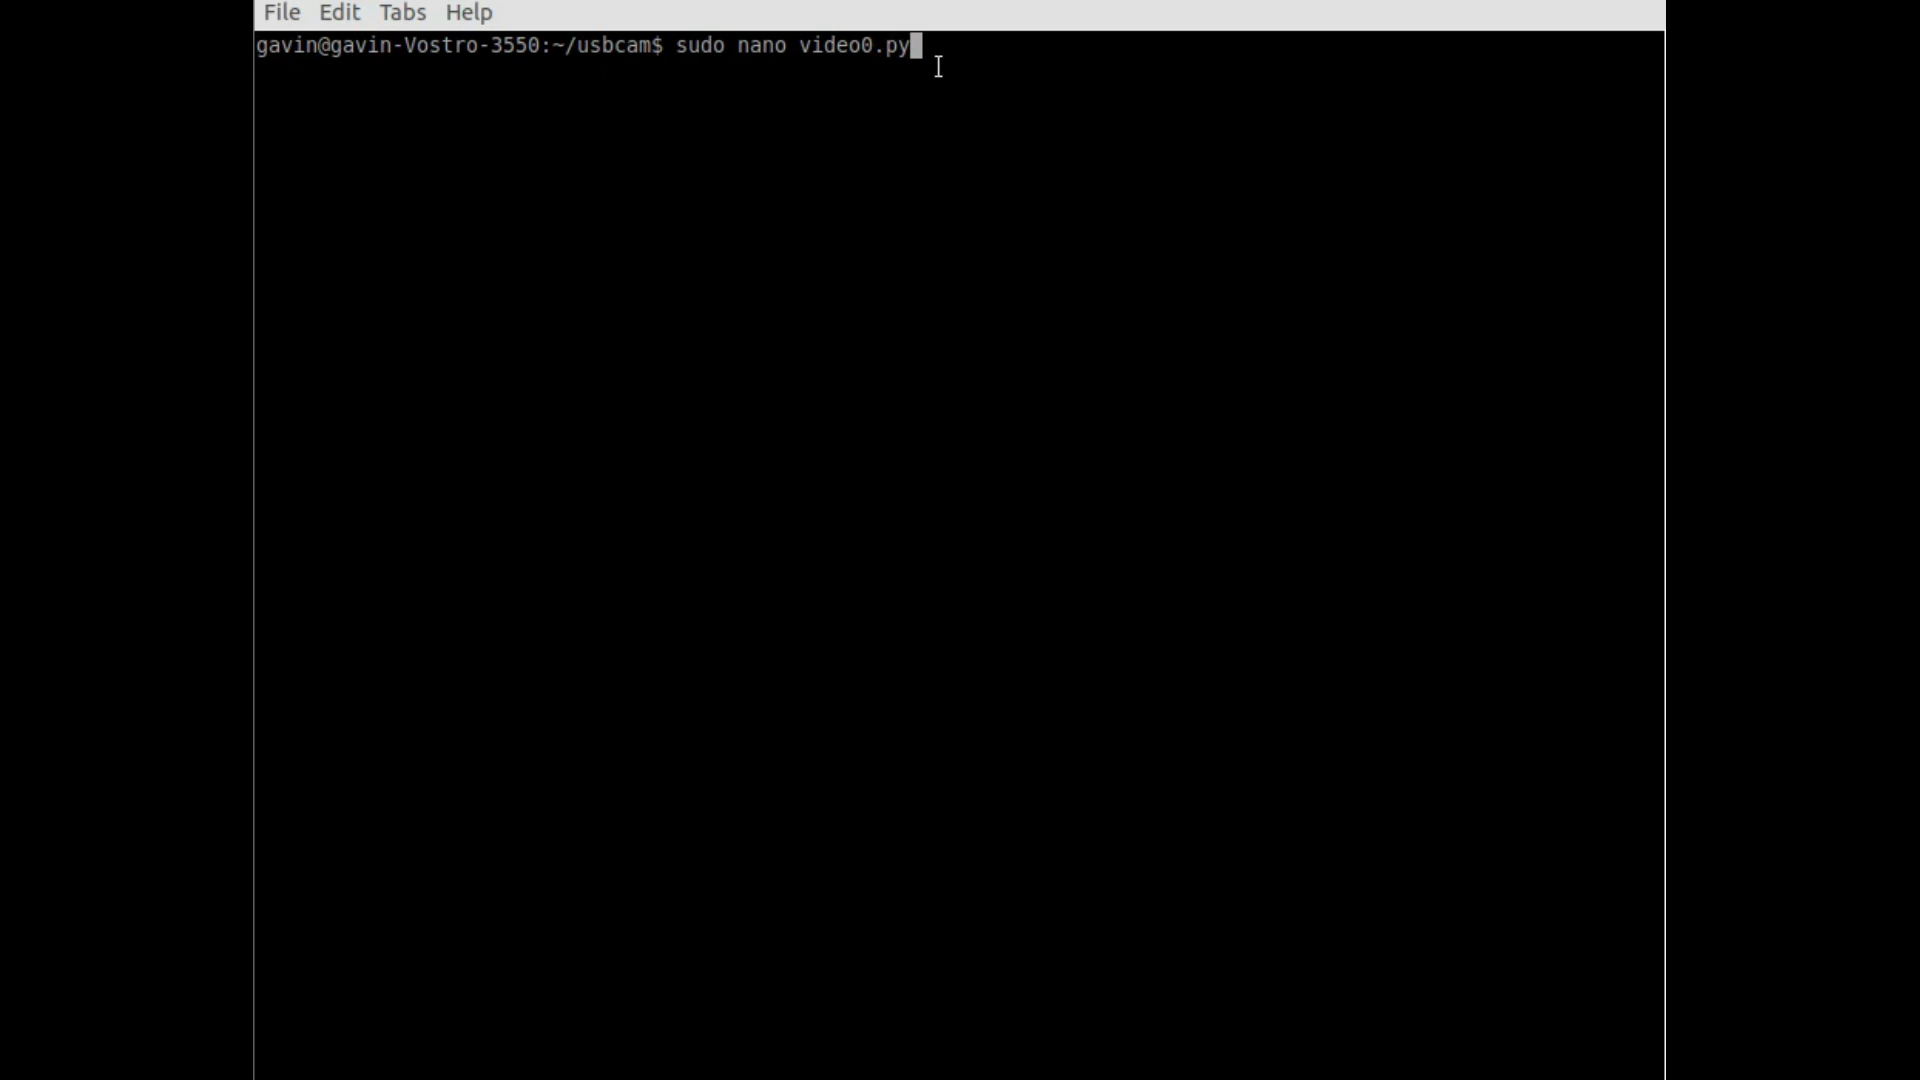 File Edit Tabs Help
gavin@gavin-Vostro-3550:~/usbcam$ sudo nano video0.py